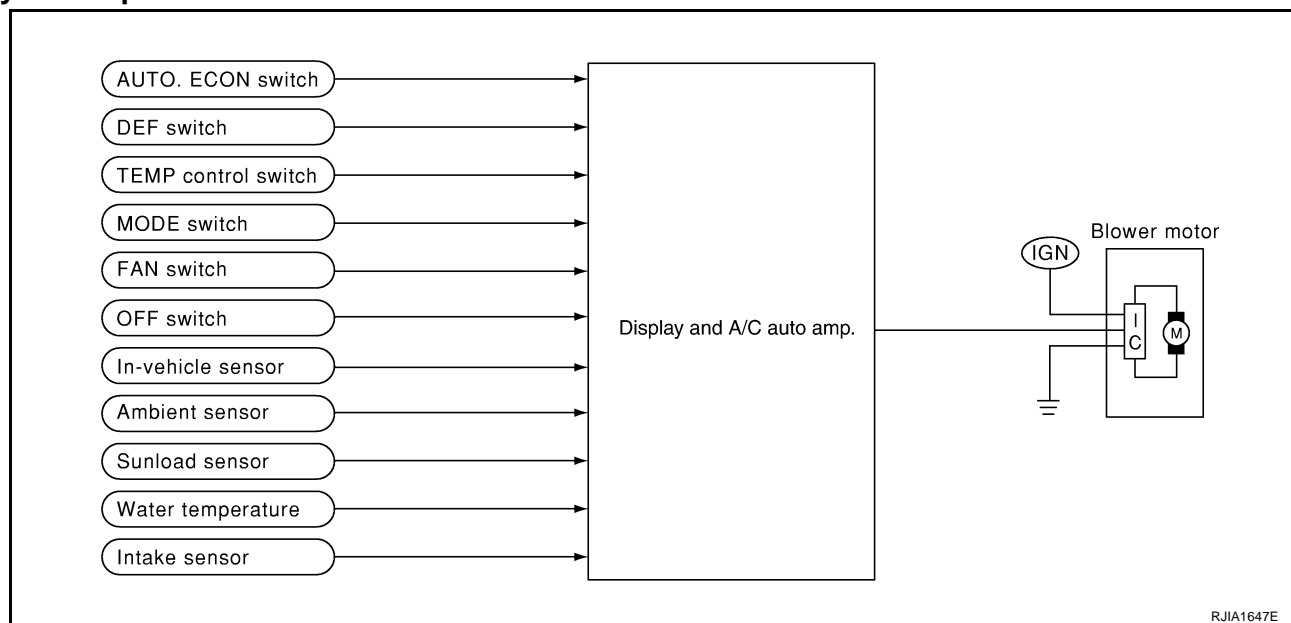 AUTO. ECON switch
DEF switch
TEMP control switch
MODE switch
FAN switch
OFF switch
In-vehicle sensor
Ambient sensor
Sunload sensor
Water temperature
Intake sensor
Display and A/C auto amp.
Blower motor
IGN
I
C
M
RJIA1647E